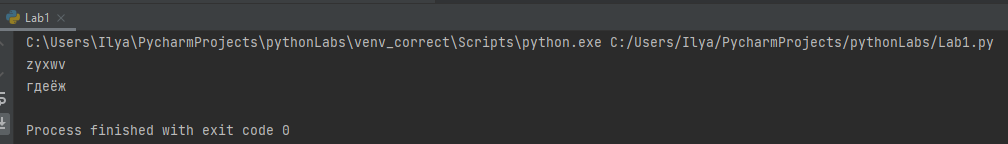 Lab1
C:\Users\Ilya\PycharmProjects\pythonLabs\venv_correct\Scripts\python.exe C:/Users/Ilya/PycharmProjects/pythonLabs/Lab1.py
zyxwv
гдеёж
Process finished with exit code 0